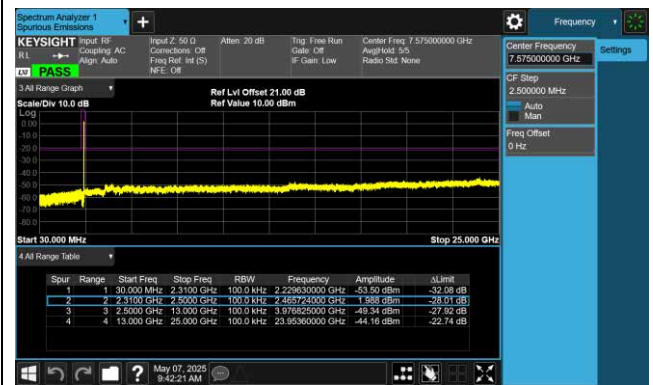 Spectrum Analyzer 1
Spurious Emissions
Frequency
KEYSIGHT
RL
PASS
Input: RF
Coupling: AC
Align: Auto
Input Z: 50 Ω
Corrections: Off
Freq Ref: Int (S)
NFE: Off
Atten: 20 dB
Trig: Free Run
Gate: Off
IF Gain: Low
Center Freq: 7.575000000 GHz
Avg|Hold: 5/5
Radio Std: None
Center Frequency
7.575000000 GHz
Settings
CF Step
2.500000 MHz
Auto
Man
Freq Offset
0 Hz
3 All Range Graph
Scale/Div 10.0 dB
Ref Lvl Offset 21.00 dB
Ref Value 10.00 dBm
Log
0.00
-10.0
-20.0
-30.0
-40.0
-50.0
-60.0
-70.0
-80.0
Start 30.000 MHz
Stop 25.000 GHz
4 All Range Table
Spur Range Start Freq Stop Freq RBW Frequency Amplitude ΔLimit
1 1 30.000 MHz 2.3100 GHz 100.0 kHz 2.229630000 GHz -53.50 dBm -32.08 dB
2 2 2.3100 GHz 2.5000 GHz 100.0 kHz 2.465724000 GHz 1.988 dBm -28.01 dB
3 3 2.5000 GHz 13.000 GHz 100.0 kHz 3.976825000 GHz -49.34 dBm -27.92 dB
4 4 13.000 GHz 25.000 GHz 100.0 kHz 23.95360000 GHz -44.16 dBm -22.74 dB
May 07, 2025
9:42:21 AM